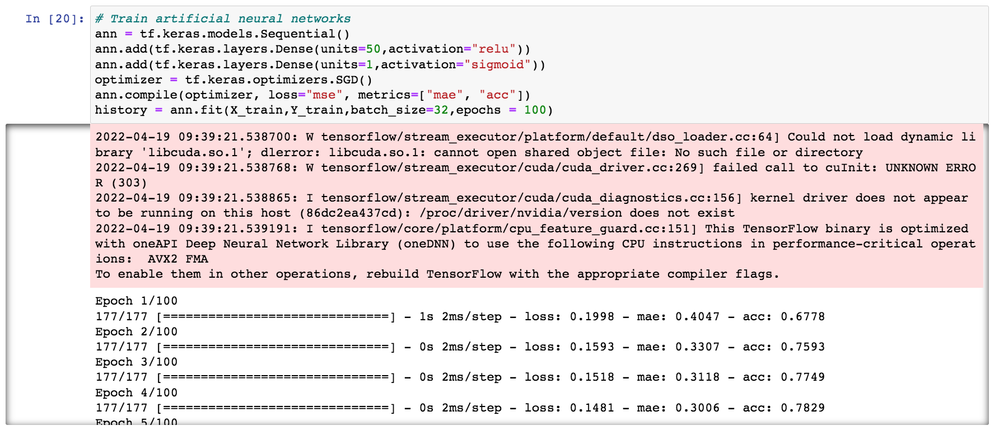 In [20]:
# Train artificial neural networks
ann = tf.keras.models.Sequential()
ann.add(tf.keras.layers.Dense(units=50,activation="relu"))
ann.add(tf.keras.layers.Dense(units=1,activation="sigmoid"))
optimizer = tf.keras.optimizers.SGD()
ann.compile(optimizer, loss="mse", metrics=["mae", "acc"])
history = ann.fit(X_train,Y_train,batch_size=32,epochs = 100)
2022-04-19 09:39:21.538700: W tensorflow/stream_executor/platform/default/dso_loader.cc:64] Could not load dynamic li
brary 'libcuda.so.1'; dlerror: libcuda.so.1: cannot open shared object file: No such file or directory
2022-04-19 09:39:21.538768: W tensorflow/stream_executor/cuda/cuda_driver.cc:269] failed call to cuInit: UNKNOWN ERRO
R (303)
2022-04-19 09:39:21.538865: I tensorflow/stream_executor/cuda/cuda_diagnostics.cc:156] kernel driver does not appear
to be running on this host (86dc2ea437cd): /proc/driver/nvidia/version does not exist
2022-04-19 09:39:21.539191: I tensorflow/core/platform/cpu_feature_guard.cc:151] This TensorFlow binary is optimized
with oneAPI Deep Neural Network Library (oneDNN) to use the following CPU instructions in performance-critical operat
ions:  AVX2 FMA
To enable them in other operations, rebuild TensorFlow with the appropriate compiler flags.
Epoch 1/100
177/177 [==============================] - 1s 2ms/step - loss: 0.1998 - mae: 0.4047 - acc: 0.6778
Epoch 2/100
177/177 [==============================] - 0s 2ms/step - loss: 0.1593 - mae: 0.3307 - acc: 0.7593
Epoch 3/100
177/177 [==============================] - 0s 2ms/step - loss: 0.1518 - mae: 0.3118 - acc: 0.7749
Epoch 4/100
177/177 [==============================] - 0s 2ms/step - loss: 0.1481 - mae: 0.3006 - acc: 0.7829
Epoch 5/100